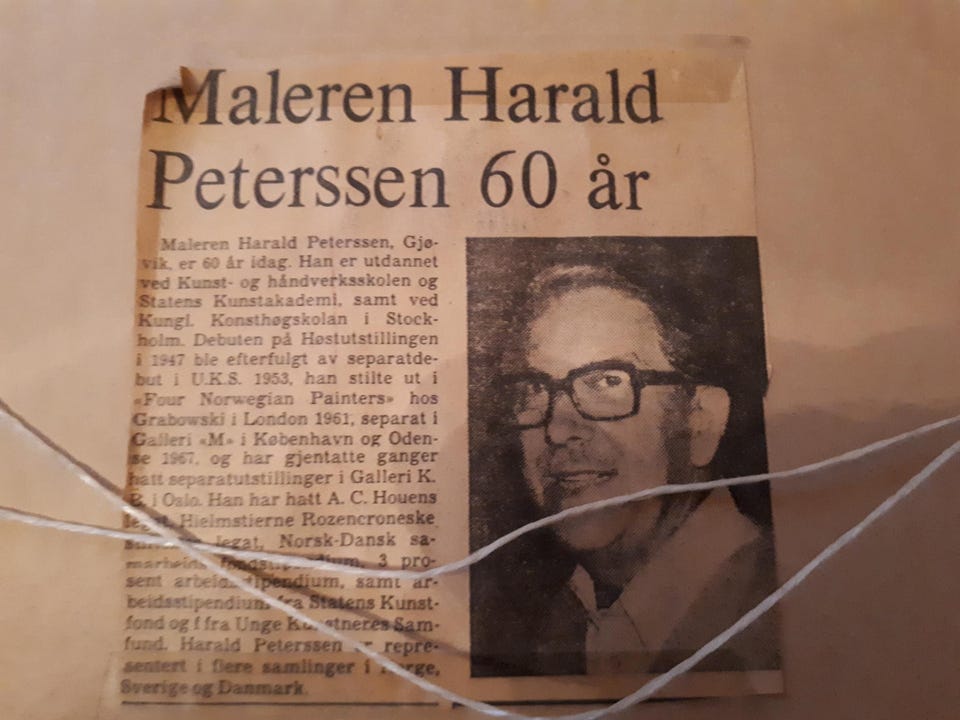 Maleren Harald
Peterssen 60 år
Maleren Harald Peterssen, Gjø-
vik, er 60 år idag. Han er utdannet
ved Kunst- og håndverksskolen og
Statens Kunstakademi, samt ved
Kungl. Konsthøgskolan i Stock-
holm. Debuten på Høstutstillingen
i 1947 ble efterfulgt av separatde-
but i U.K.S. 1953, han stilte ut i
«Four Norwegian Painters» hos
Grabowski i London 1961, separat i
Galleri «M» i København og Oden-
se 1967, og har gjentatte ganger
hatt separatutstillinger i Galleri K.
B. i Oslo. Han har hatt A. C. Houens
legat, Hielmstierne Rozencroneske
legat, Norsk-Dansk sa-
marbeids fondstipendium, 3 pro-
sent arbeidsstipendium, samt ar-
beidsstipendium fra Statens Kunst-
fond og f fra Unge Kunstneres Sam-
fund. Harald Peterssen er repre-
sentert i flere samlinger i Norge,
Sverige og Danmark.